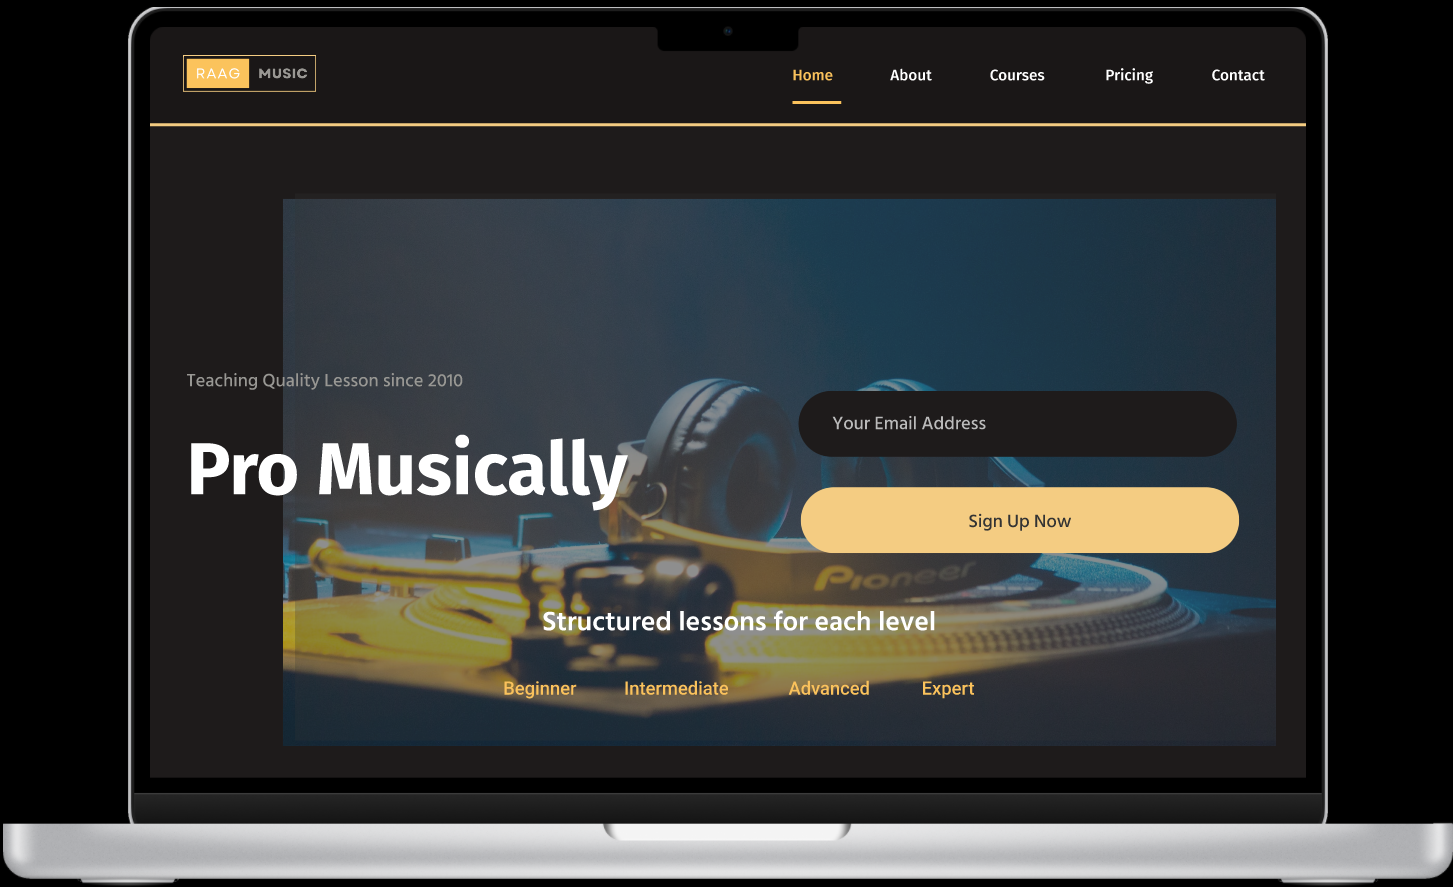 RAAG MUSIC
Home About Courses Pricing Contact
Teaching Quality Lesson since 2010
Pro Musically
Your Email Address
Sign Up Now
Pioneer
Structured lessons for each level
Beginner Intermediate Advanced Expert